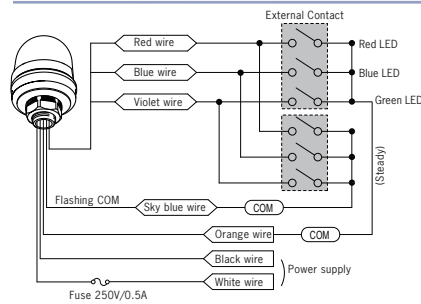 External Contact
Red wire
Red LED
Blue wire
Blue LED
Violet wire
Green LED
(Steady)
Flashing COM
Sky blue wire
COM
Orange wire
COM
Black wire
Power supply
White wire
Fuse 250V/0.5A